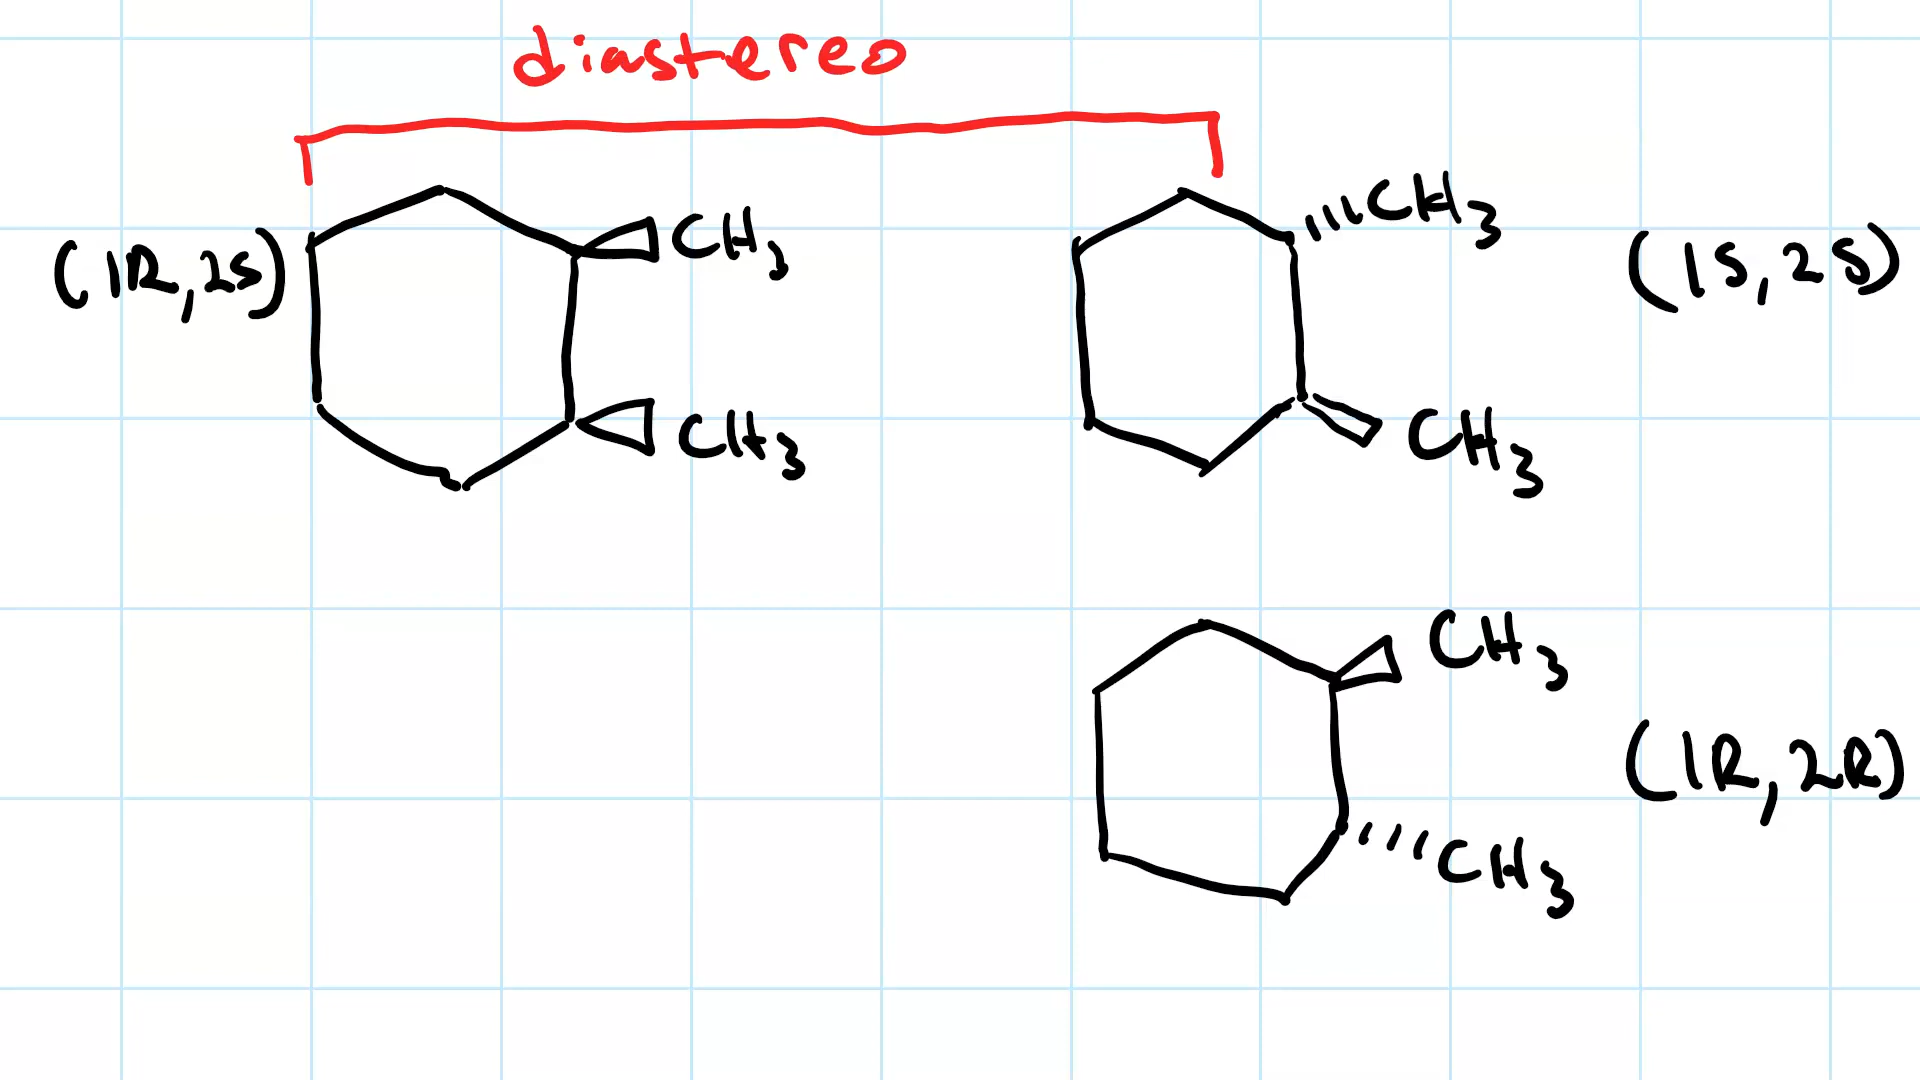 diastereo
(1R,2S)
CH3
CH3
CH3
CH3
(1S,2S)
CH3
CH3
(1R,2R)